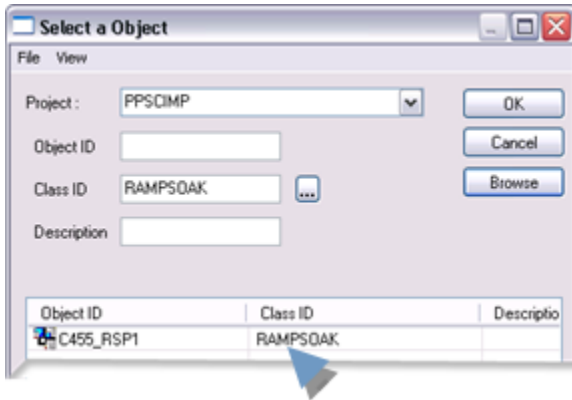 Select a Object
File View
Project : PPSCIMP OK
Object ID Cancel
Class ID RAMPSOAK ... Browse
Description
Object ID Class ID Descriptio
C455_RSP1 RAMPSOAK